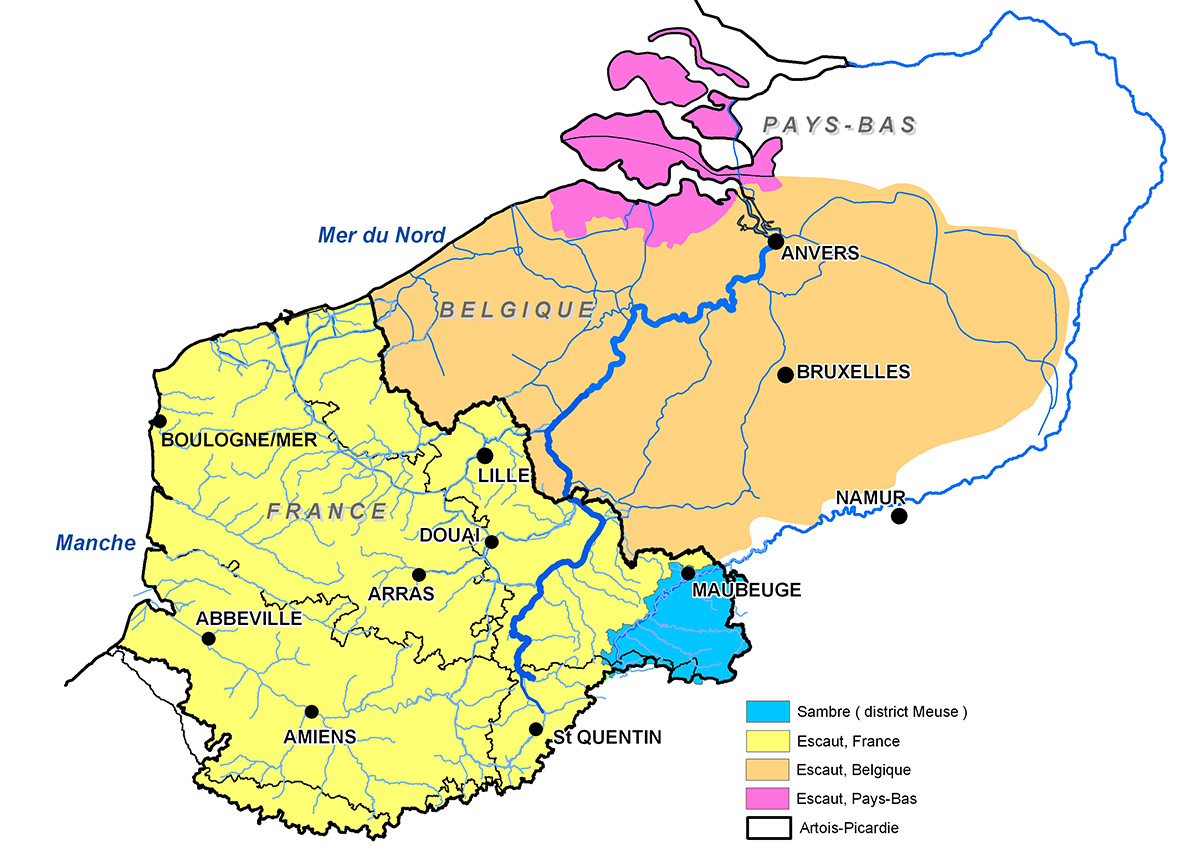 PAYS-BAS
Mer du Nord
ANVERS
BELGIQUE
BRUXELLES
BOULOGNE/MER
LILLE
NAMUR
FRANCE
DOUAI
Manche
ARRAS
MAUBEUGE
ABBEVILLE
AMIENS
St QUENTIN
Sambre ( district Meuse )
Escaut, France
Escaut, Belgique
Escaut, Pays-Bas
Artois-Picardie